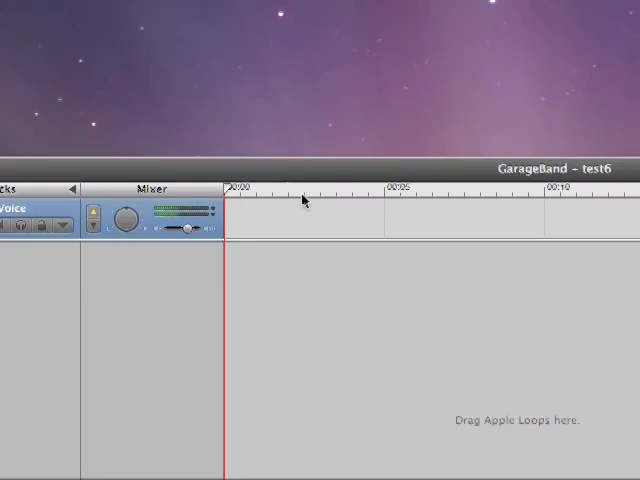 GarageBand - test6
cks Mixer 00:00 00:05 00:10
Voice
Drag Apple Loops here.